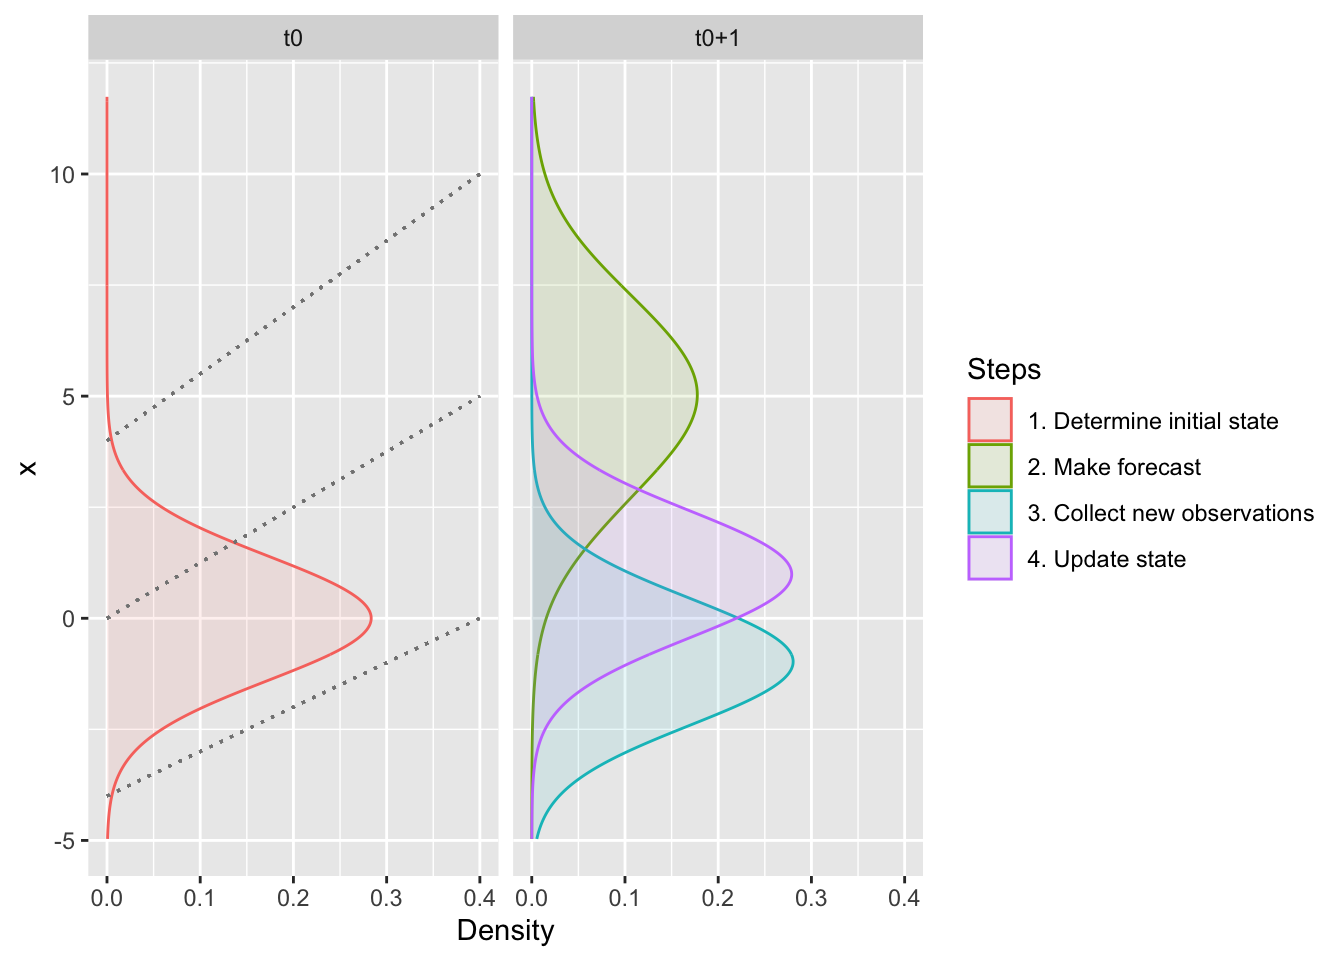 t0
t0+1
10
5
0
-5
x
0.0
0.1
0.2
0.3
0.4
0.0
0.1
0.2
0.3
0.4
Density
Steps
1. Determine initial state
2. Make forecast
3. Collect new observations
4. Update state